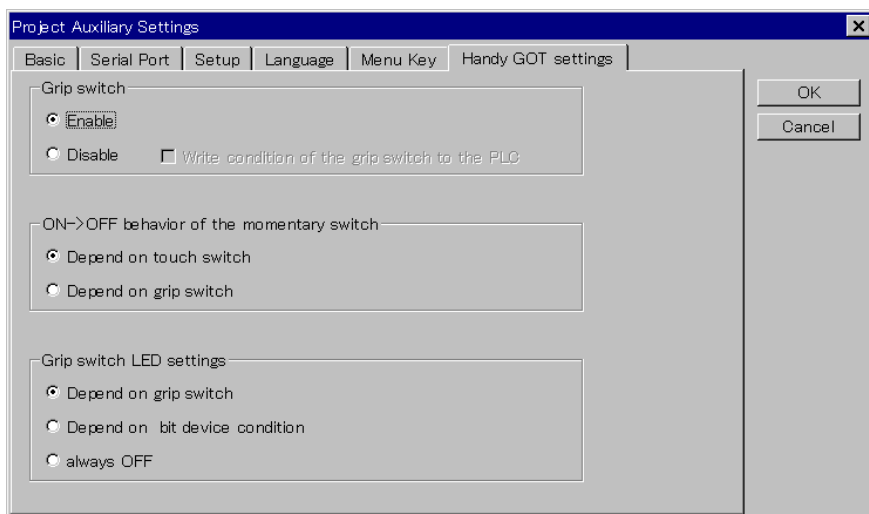 Project Auxiliary Settings
Basic Serial Port Setup Language Menu Key Handy GOT settings
Grip switch
Enable
Disable Write condition of the grip switch to the PLC
ON->OFF behavior of the momentary switch
Depend on touch switch
Depend on grip switch
Grip switch LED settings
Depend on grip switch
Depend on bit device condition
always OFF
OK
Cancel